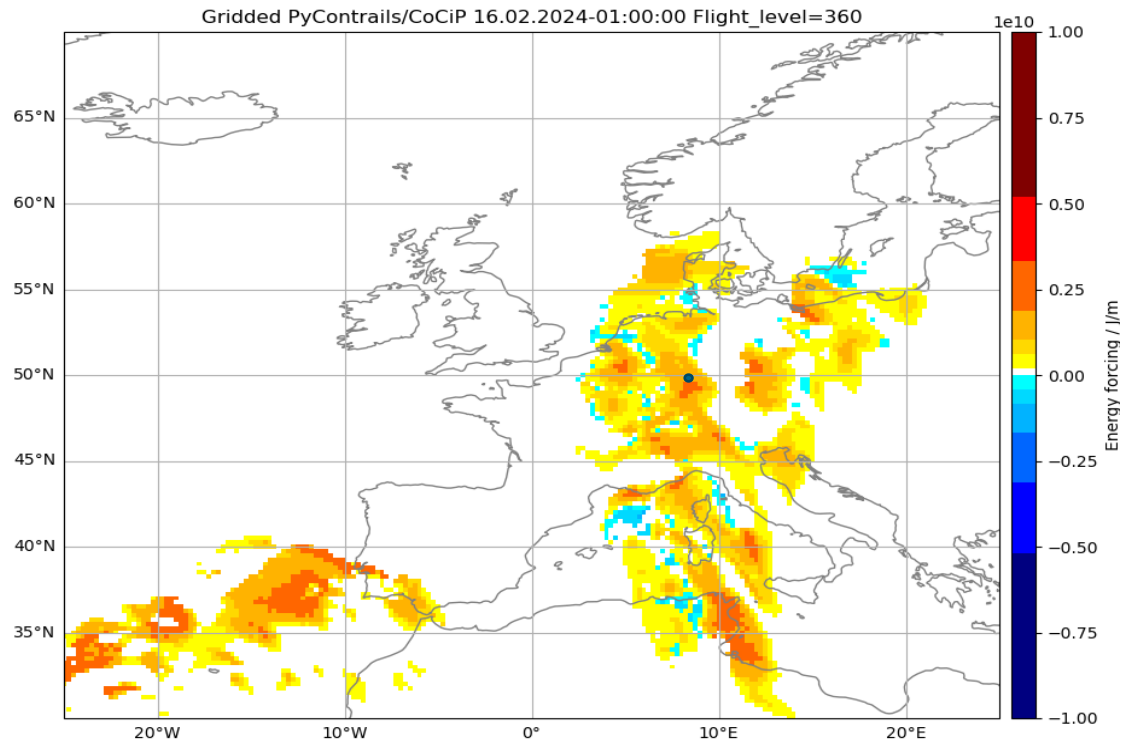 Gridded PyContrails/CoCiP 16.02.2024-01:00:00 Flight_level=360
1e10
65°N
60°N
55°N
50°N
45°N
40°N
35°N
20°W
10°W
0°
10°E
20°E
1.00
0.75
0.50
0.25
0.00
−0.25
−0.50
−0.75
−1.00
Energy forcing / J/m